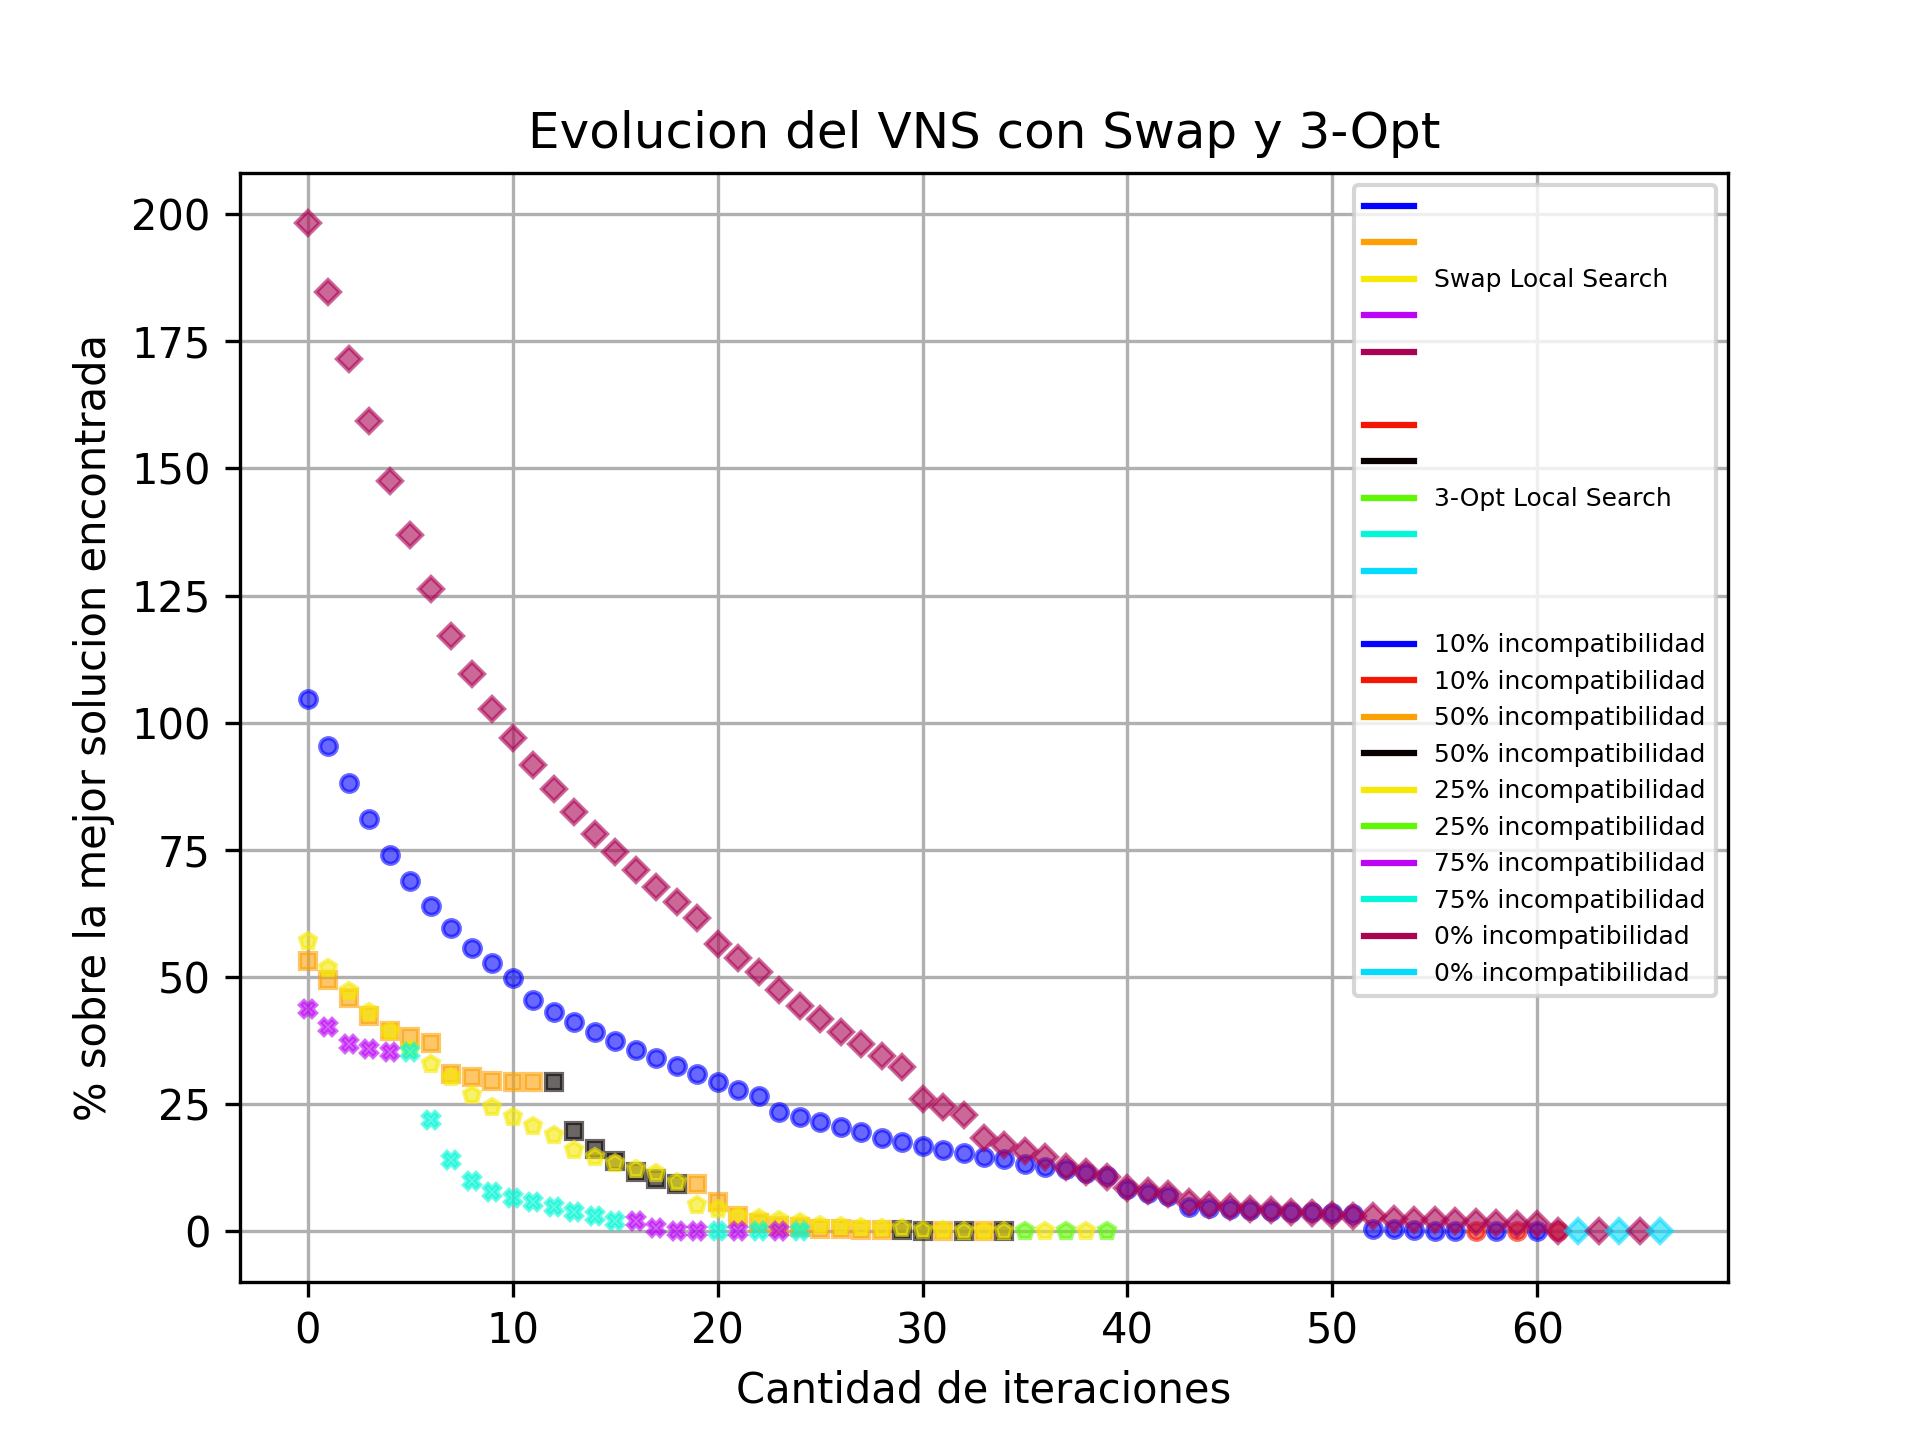 Evolucion del VNS con Swap y 3-Opt
% sobre la mejor solucion encontrada
200
175
150
125
100
75
50
25
0
0 10 20 30 40 50 60
Cantidad de iteraciones
Swap Local Search
3-Opt Local Search
10% incompatibilidad
10% incompatibilidad
50% incompatibilidad
50% incompatibilidad
25% incompatibilidad
25% incompatibilidad
75% incompatibilidad
75% incompatibilidad
0% incompatibilidad
0% incompatibilidad